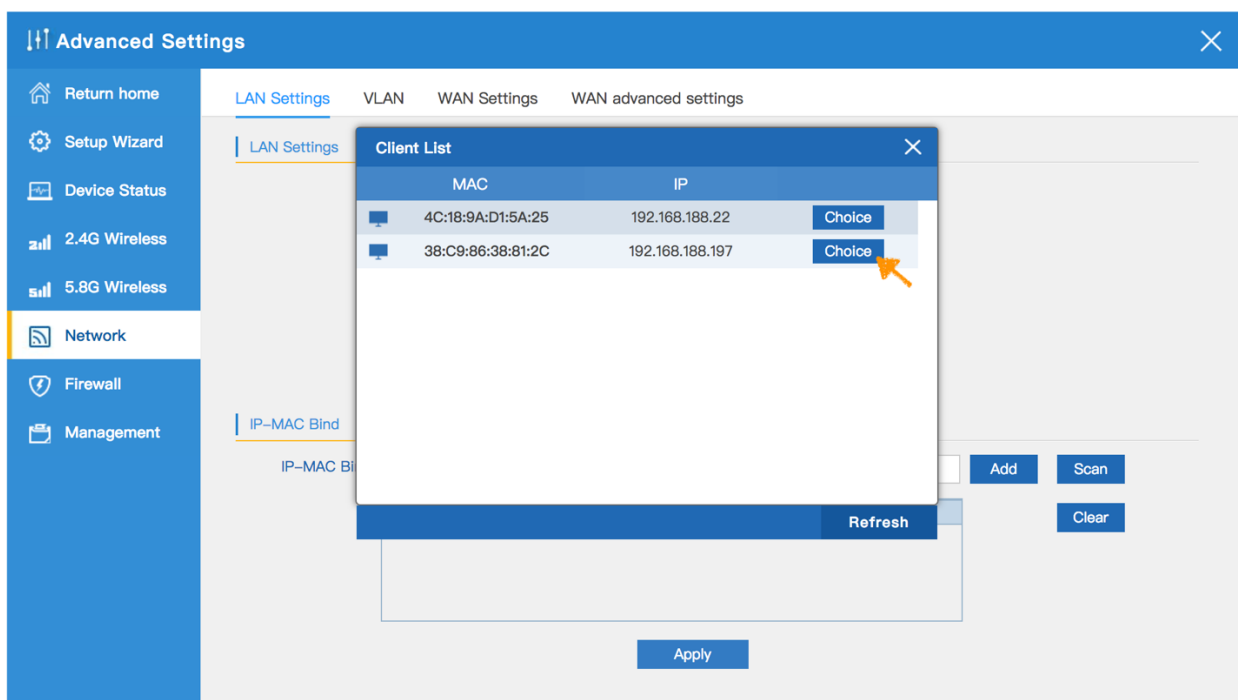 Advanced Settings
Return home
Setup Wizard
Device Status
2.4G Wireless
5.8G Wireless
Network
Firewall
Management
LAN Settings VLAN WAN Settings WAN advanced settings
LAN Settings
Client List
MAC IP
4C:18:9A:D1:5A:25 192.168.188.22 Choice
38:C9:86:38:81:2C 192.168.188.197 Choice
Refresh
IP-MAC Bind
IP-MAC Bi
Add Scan
Clear
Apply